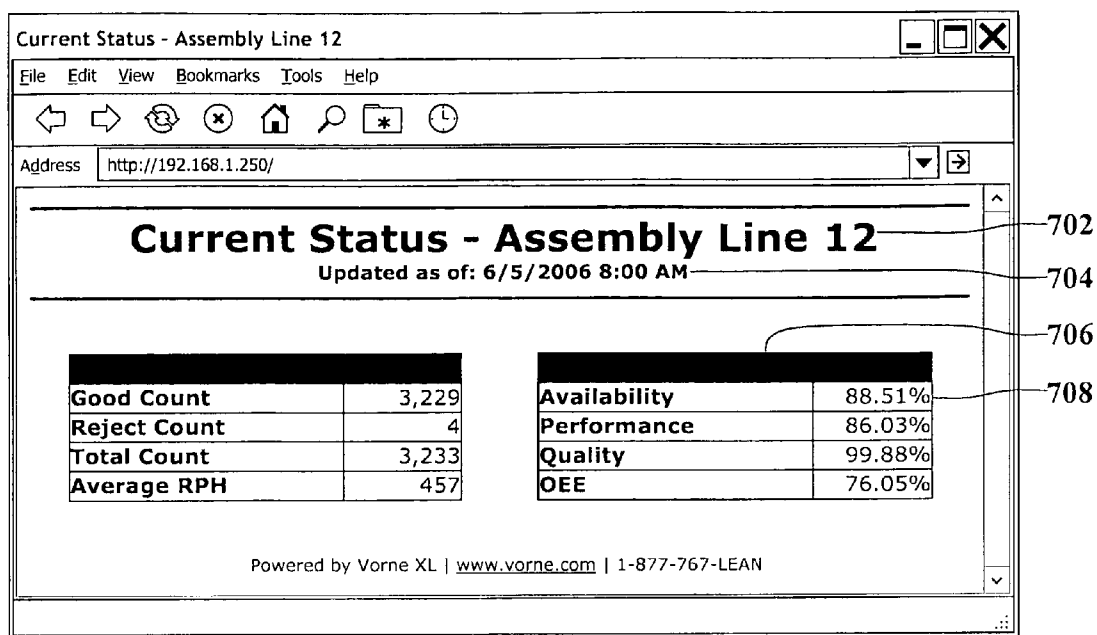 Current Status - Assembly Line 12
File Edit View Bookmarks Tools Help
Address http://192.168.1.250/
Current Status - Assembly Line 12
702
Updated as of: 6/5/2006 8:00 AM
704
706
Good Count 3,229
Reject Count 4
Total Count 3,233
Average RPH 457
Availability 88.51%
708
Performance 86.03%
Quality 99.88%
OEE 76.05%
Powered by Vorne XL | www.vorne.com | 1-877-767-LEAN